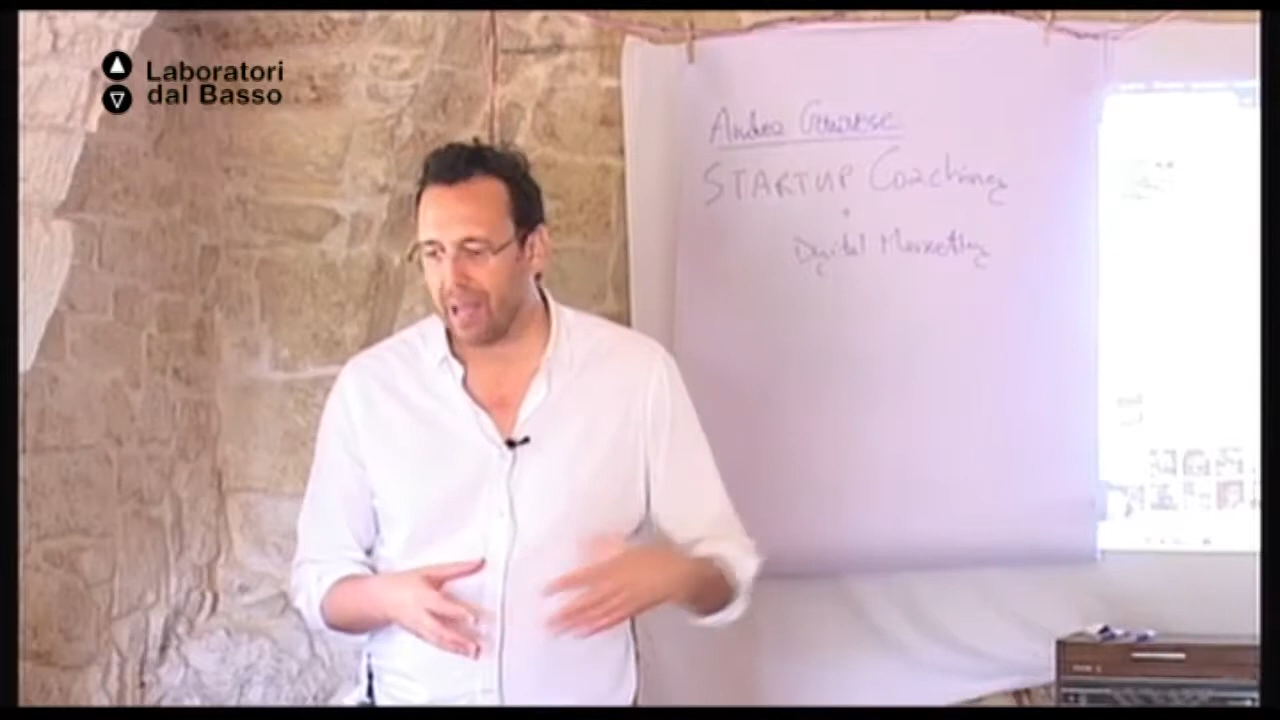 Laboratori
dal Basso
Andrea Genovese
STARTUP Coaching
+
Digital Marketing